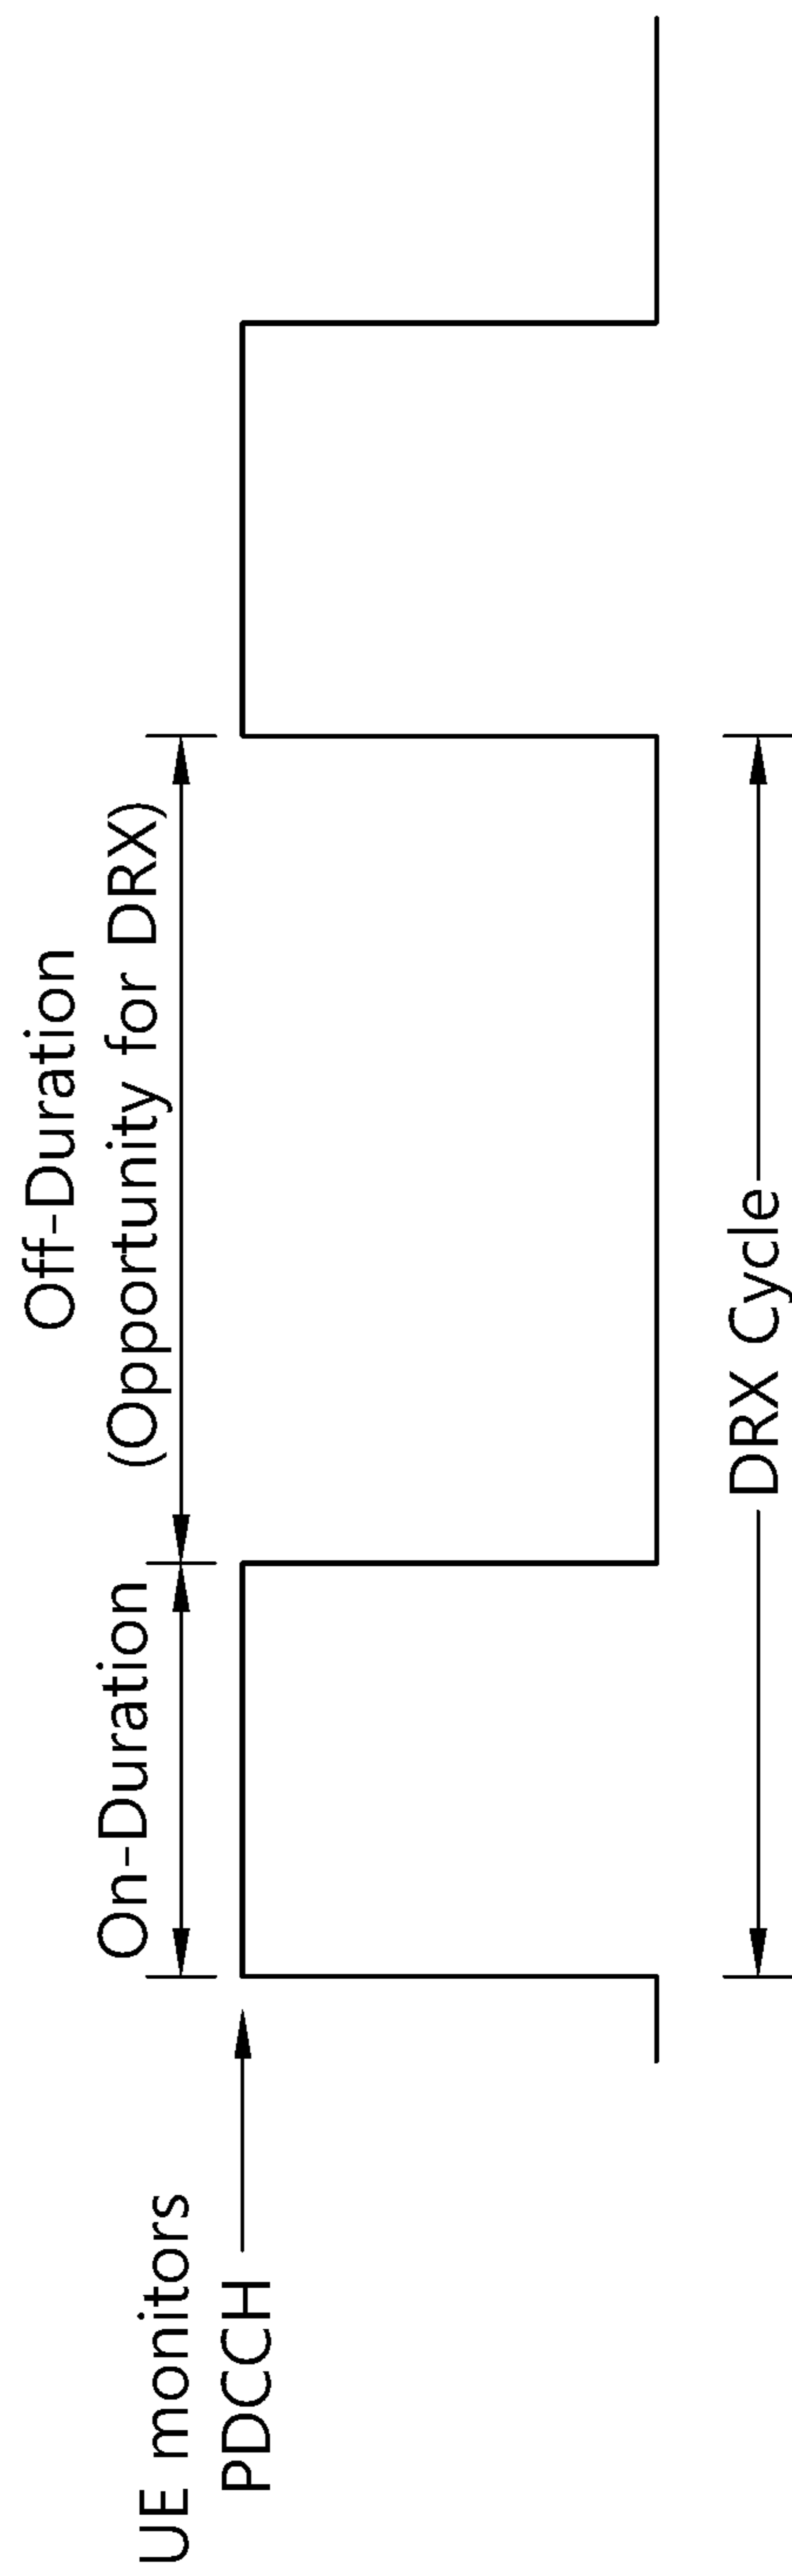 UE monitors
PDCCH
On-Duration
Off-Duration
(Opportunity for DRX)
DRX Cycle